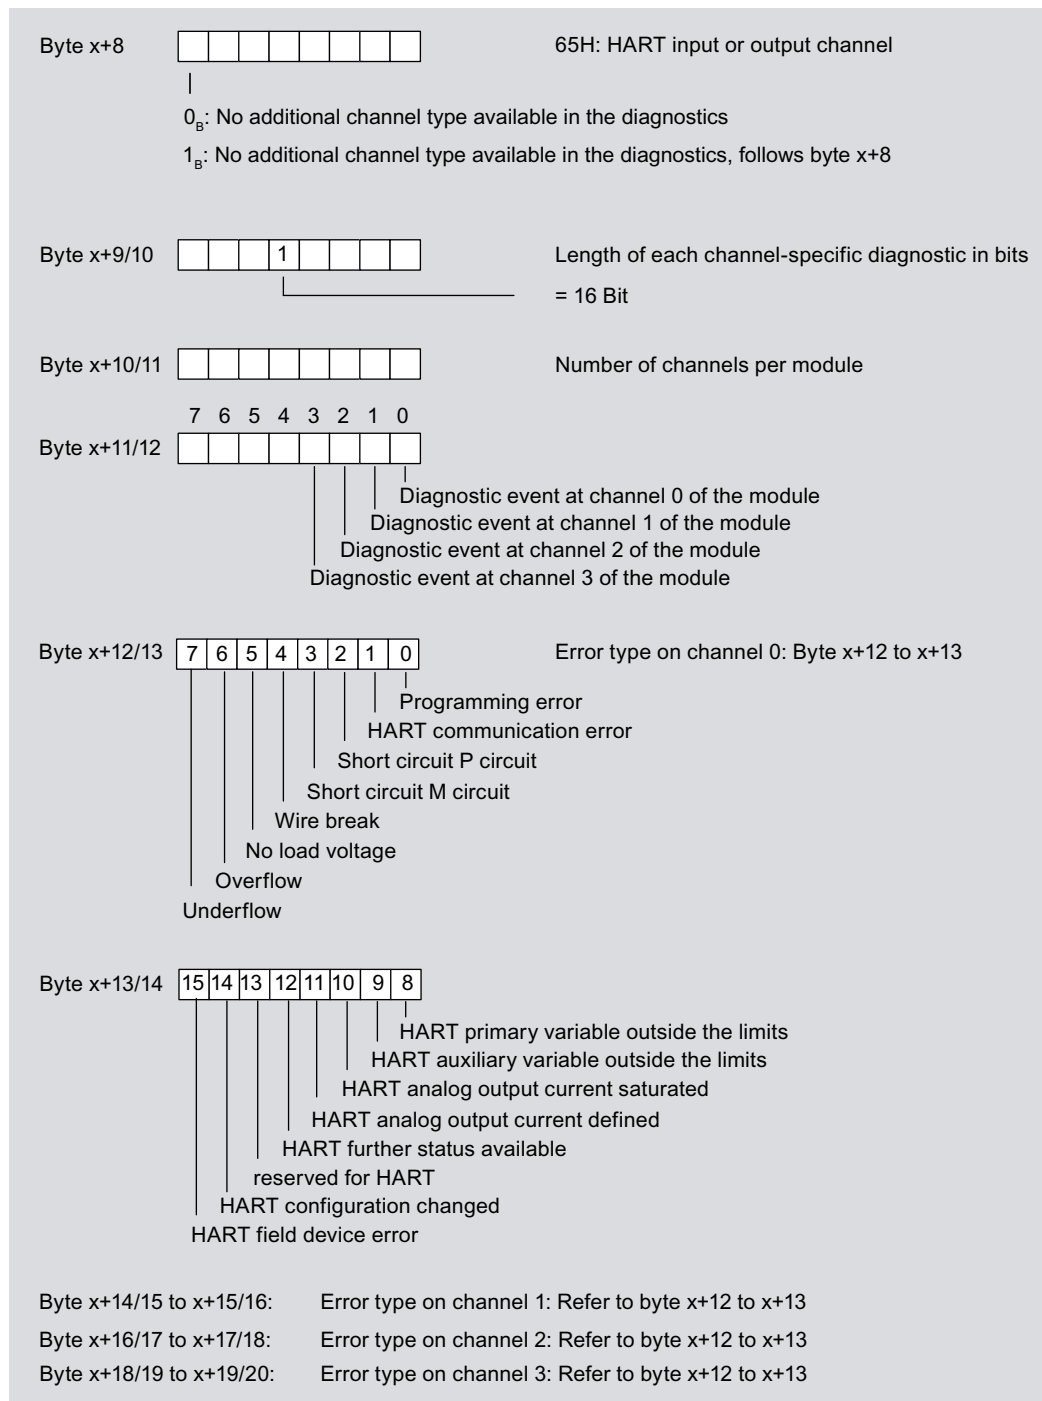 Byte x+8 65H: HART input or output channel
0B: No additional channel type available in the diagnostics
1B: No additional channel type available in the diagnostics, follows byte x+8
Byte x+9/10 1 Length of each channel-specific diagnostic in bits
= 16 Bit
Byte x+10/11 Number of channels per module
7 6 5 4 3 2 1 0
Byte x+11/12
Diagnostic event at channel 0 of the module
Diagnostic event at channel 1 of the module
Diagnostic event at channel 2 of the module
Diagnostic event at channel 3 of the module
Byte x+12/13 7 6 5 4 3 2 1 0 Error type on channel 0: Byte x+12 to x+13
Programming error
HART communication error
Short circuit P circuit
Short circuit M circuit
Wire break
No load voltage
Overflow
Underflow
Byte x+13/14 15 14 13 12 11 10 9 8
HART primary variable outside the limits
HART auxiliary variable outside the limits
HART analog output current saturated
HART analog output current defined
HART further status available
reserved for HART
HART configuration changed
HART field device error
Byte x+14/15 to x+15/16: Error type on channel 1: Refer to byte x+12 to x+13
Byte x+16/17 to x+17/18: Error type on channel 2: Refer to byte x+12 to x+13
Byte x+18/19 to x+19/20: Error type on channel 3: Refer to byte x+12 to x+13